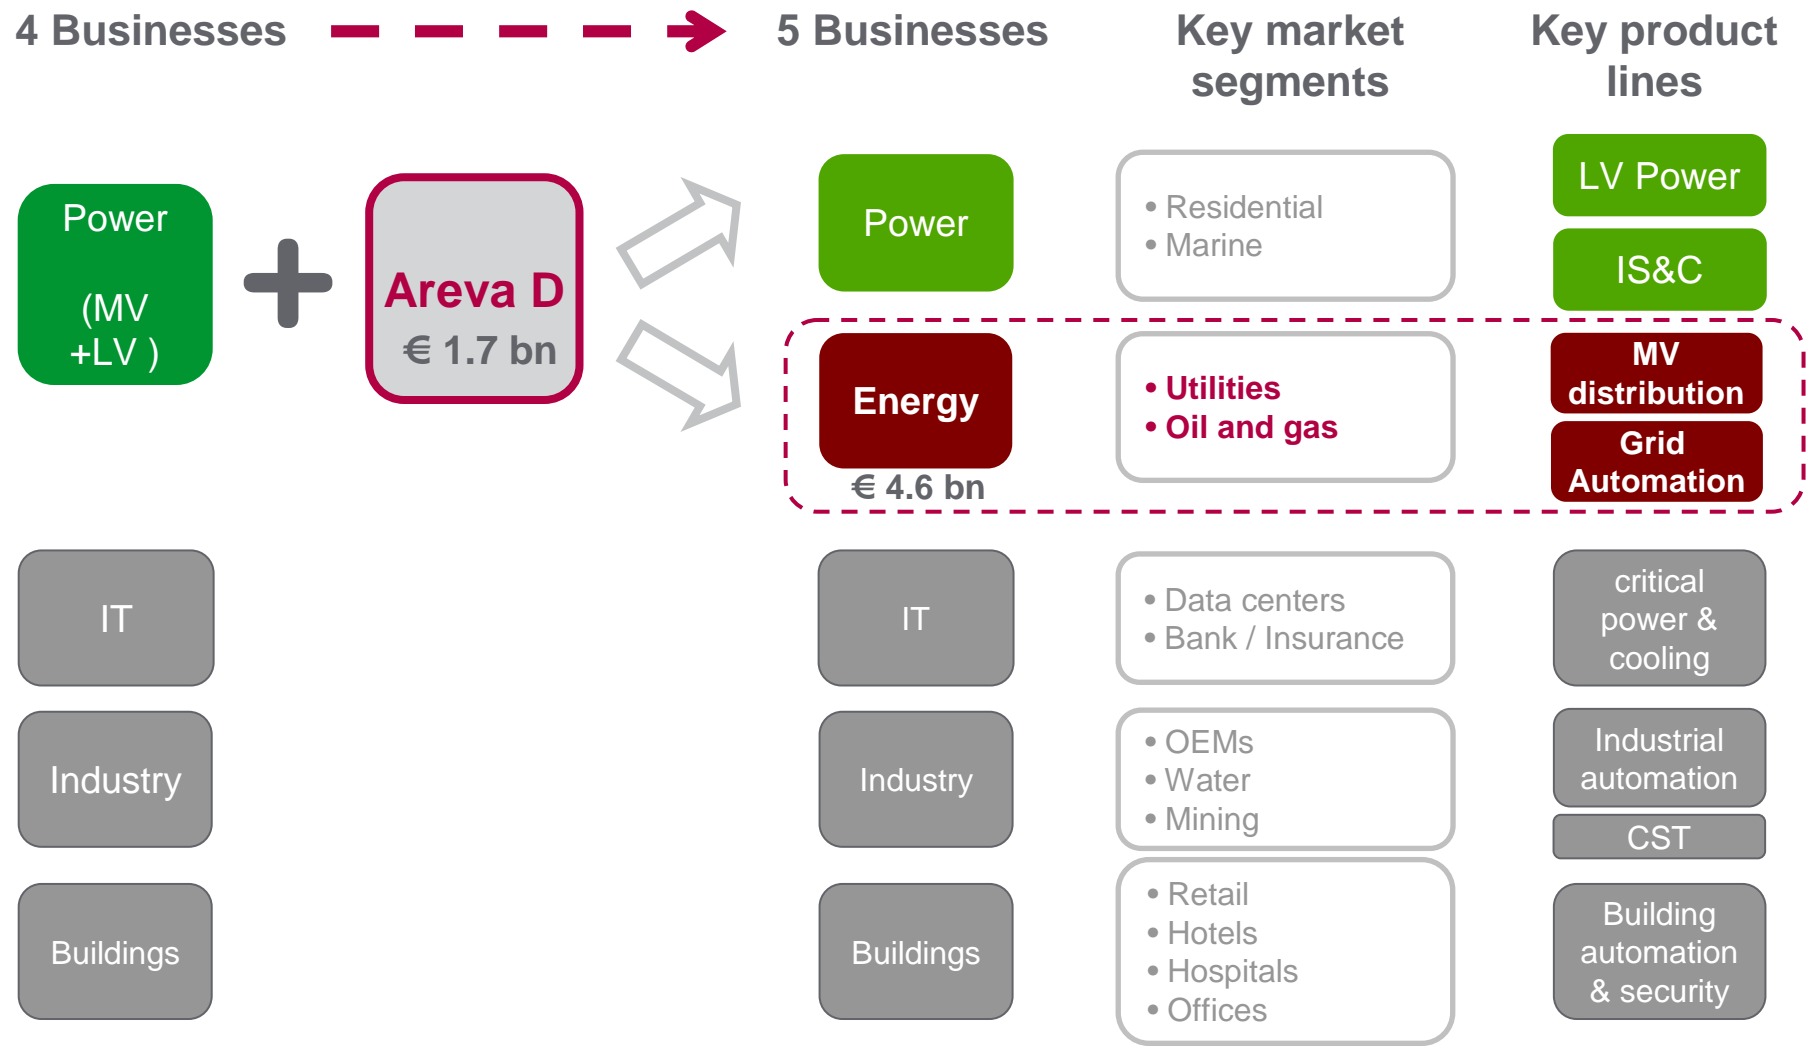 4 Businesses
5 Businesses
Key market
segments
Key product
lines
Power
(MV
+LV )
Areva D
€ 1.7 bn
Power
• Residential
• Marine
LV Power
IS&C
Energy
€ 4.6 bn
• Utilities
• Oil and gas
MV
distribution
Grid
Automation
IT
IT
• Data centers
• Bank / Insurance
critical
power &
cooling
Industry
Industry
• OEMs
• Water
• Mining
Industrial
automation
CST
Buildings
Buildings
• Retail
• Hotels
• Hospitals
• Offices
Building
automation
& security